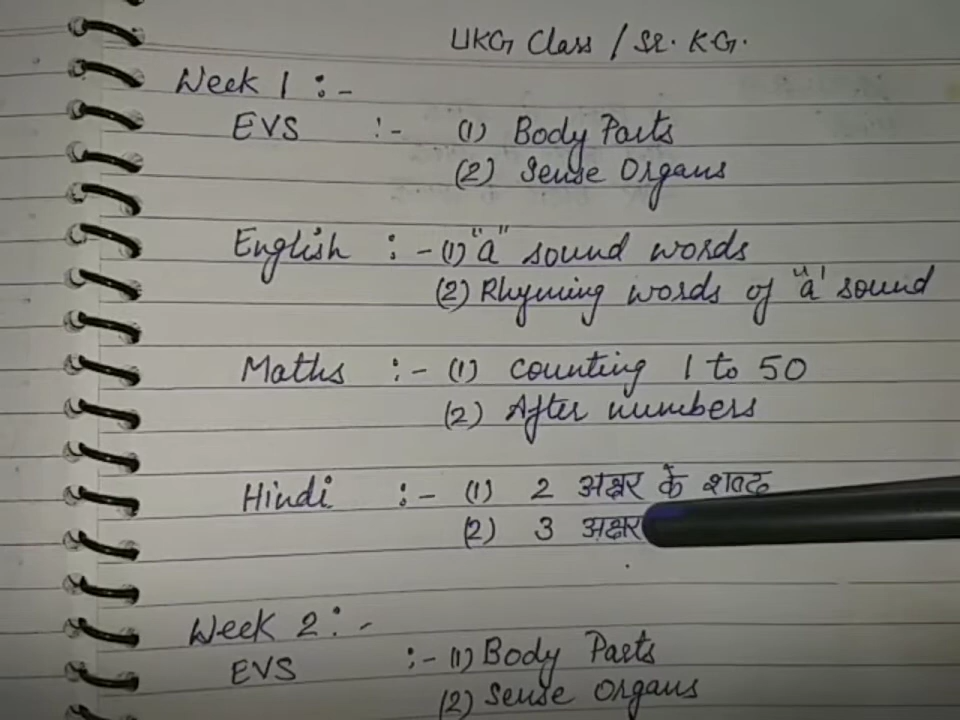 UKG Class / Sr. KG.
Week 1 :-
EVS :- (1) Body Parts
(2) Sense Organs
English :- (1) "a" sound words
(2) Rhyming words of "a' sound
Maths :- (1) Counting 1 to 50
(2) After numbers
Hindi :- (1) 2 अक्षर के शब्द
(2) 3 अक्षर
Week 2 :-
EVS :- (1) Body Parts
(2) Sense Organs